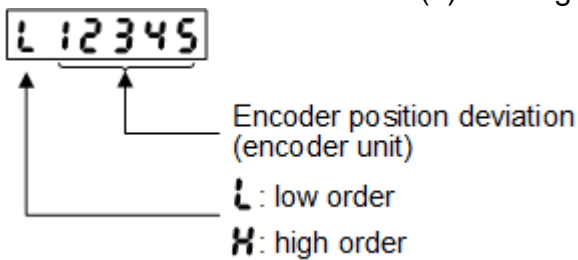 L 12345
Encoder position deviation
(encoder unit)
L : low order
H : high order